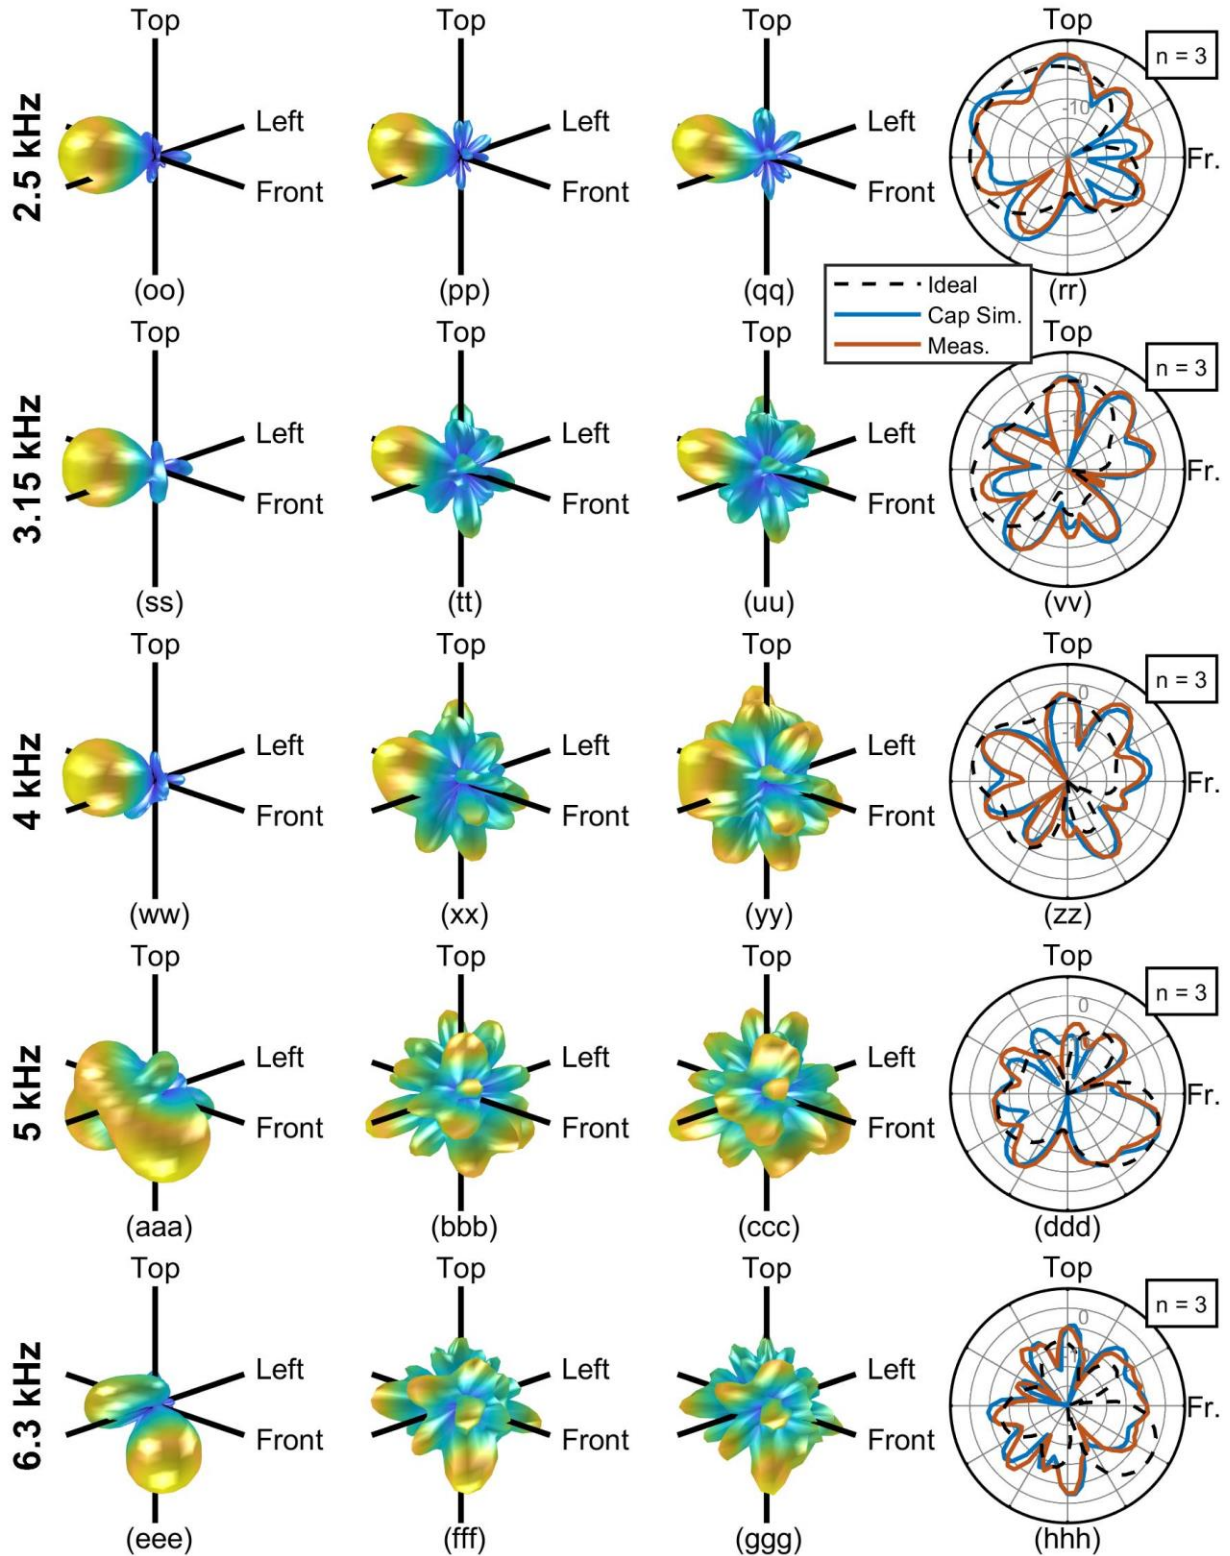 Top Top Top Top
n = 3
2.5 kHz
Left Left Left
-10
Fr.
Front Front Front
(oo) (pp) (qq) (rr)
Ideal
Cap Sim.
Meas.
Top Top Top Top
n = 3
0
3.15 kHz
Left Left Left
Fr.
Front Front Front
(ss) (tt) (uu) (vv)
Top Top Top Top
n = 3
0
4 kHz
Left Left Left
Fr.
Front Front Front
(ww) (xx) (yy) (zz)
Top Top Top Top
n = 3
0
5 kHz
Left Left Left
Fr.
Front Front Front
(aaa) (bbb) (ccc) (ddd)
Top Top Top Top
n = 3
0
6.3 kHz
Left Left Left
Fr.
Front Front Front
(eee) (fff) (ggg) (hhh)